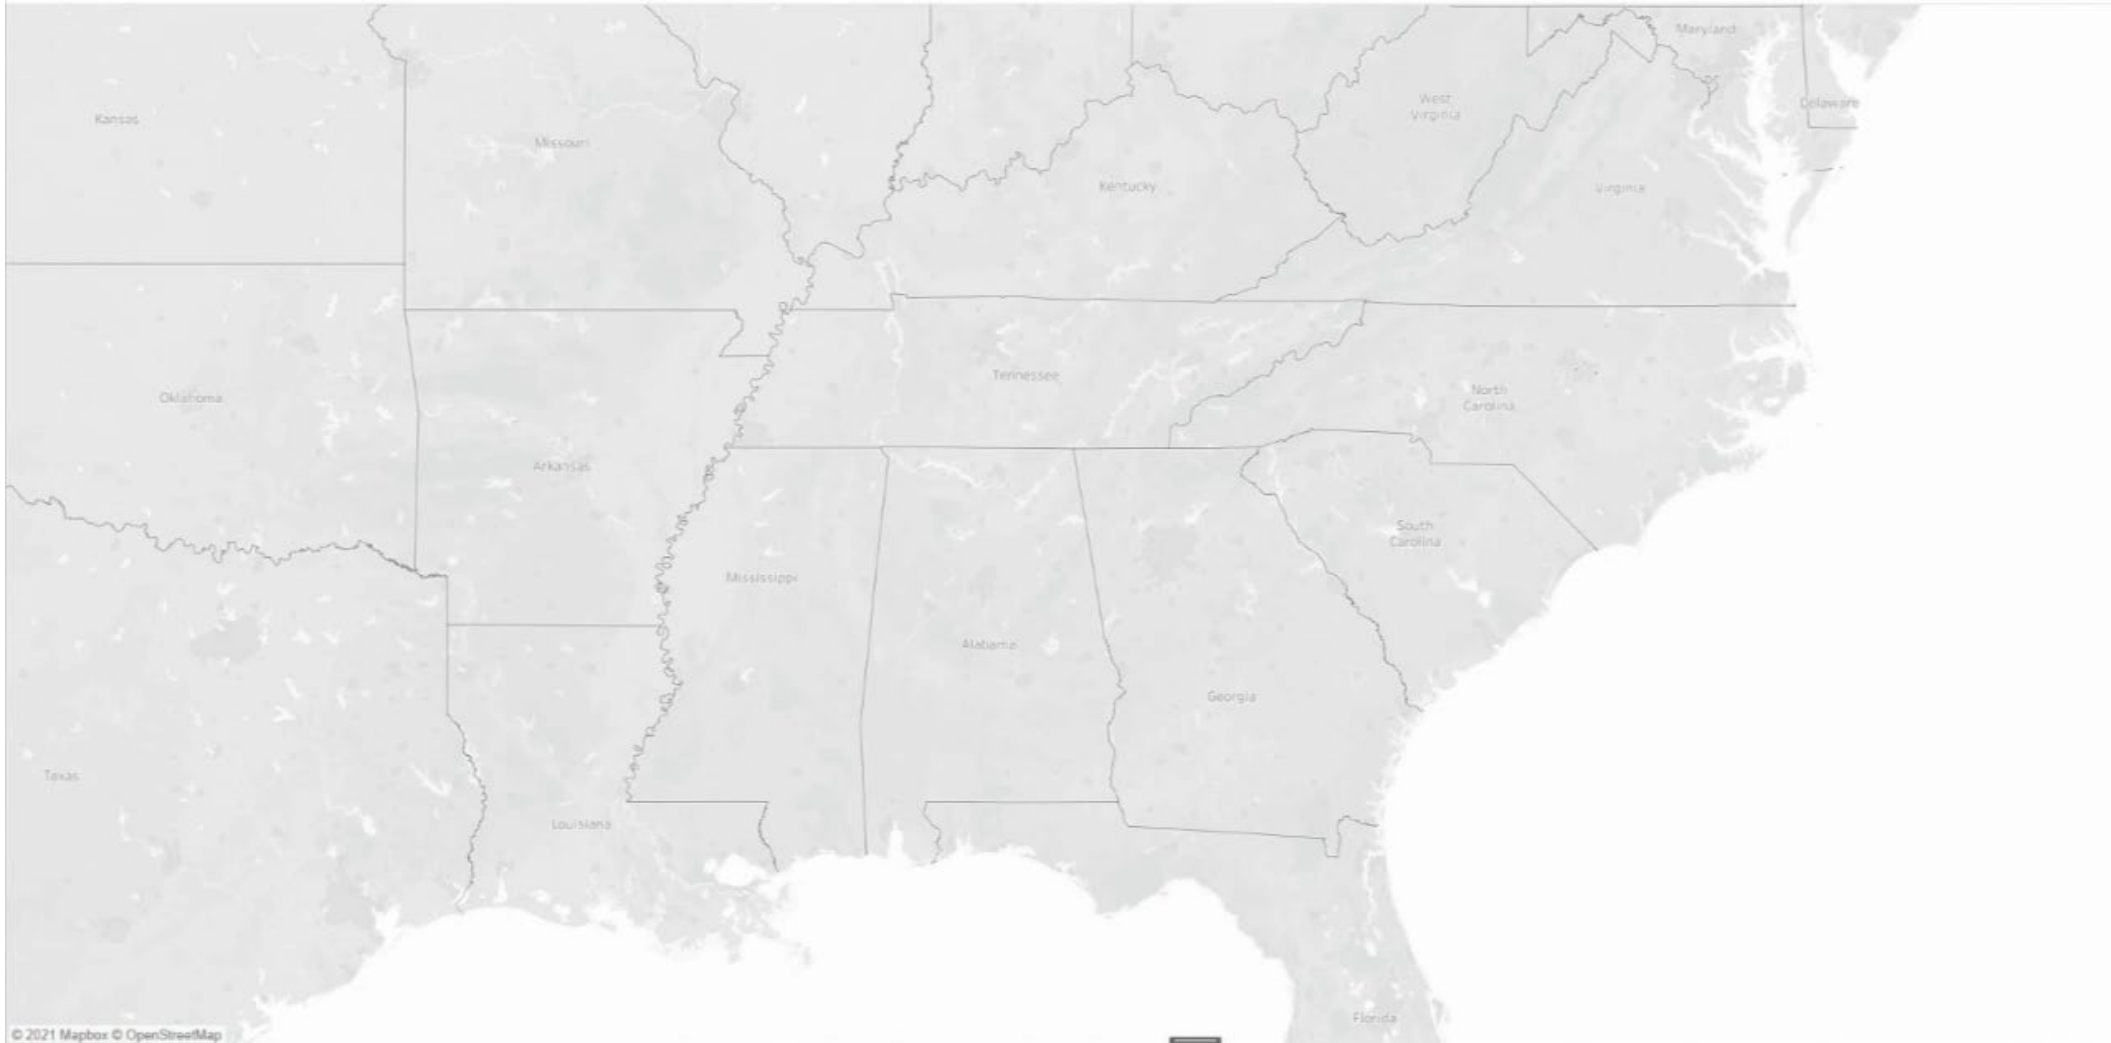 Maryland
Kansas
West
Virginia
Delaware
Missouri
Kentucky
Virginia
Tennessee
Oklahoma
North
Carolina
Arkansas
South
Carolina
Mississippi
Alabama
Georgia
Texas
Louisiana
Florida
© 2021 Mapbox © OpenStreetMap